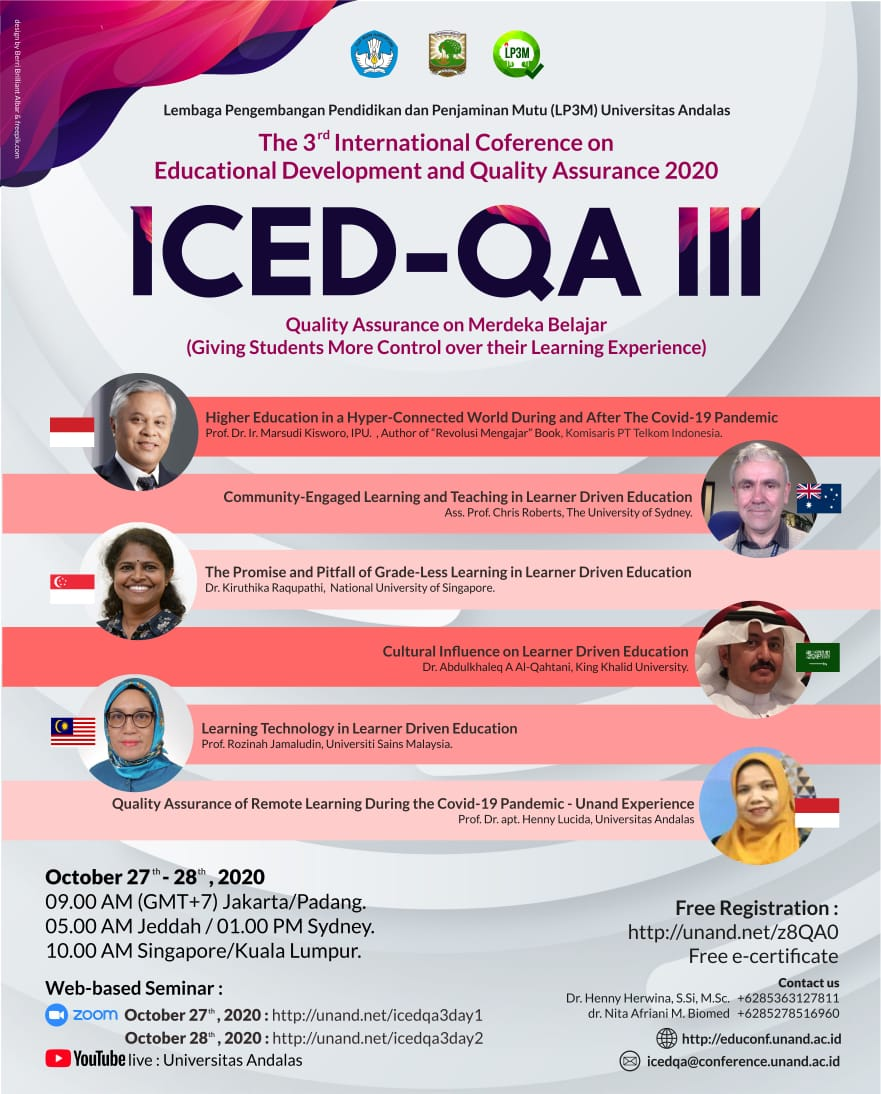 design by Berri Brilliant Albar & freepik.com
LP3M
Lembaga Pengembangan Pendidikan dan Penjaminan Mutu (LP3M) Universitas Andalas
The 3rd International Coference on
Educational Development and Quality Assurance 2020
ICED-QA III
Quality Assurance on Merdeka Belajar
(Giving Students More Control over their Learning Experience)
Higher Education in a Hyper-Connected World During and After The Covid-19 Pandemic
Prof. Dr. Ir. Marsudi Kisworo, IPU. , Author of “Revolusi Mengajar” Book, Komisaris PT Telkom Indonesia.
Community-Engaged Learning and Teaching in Learner Driven Education
Ass. Prof. Chris Roberts, The University of Sydney.
The Promise and Pitfall of Grade-Less Learning in Learner Driven Education
Dr. Kiruthika Raqupathi, National University of Singapore.
Cultural Influence on Learner Driven Education
Dr. Abdulkhaleq A Al-Qahtani, King Khalid University.
Learning Technology in Learner Driven Education
Prof. Rozinah Jamaludin, Universiti Sains Malaysia.
Quality Assurance of Remote Learning During the Covid-19 Pandemic - Unand Experience
Prof. Dr. apt. Henny Lucida, Universitas Andalas
October 27th - 28th, 2020
09.00 AM (GMT+7) Jakarta/Padang.
05.00 AM Jeddah / 01.00 PM Sydney.
10.00 AM Singapore/Kuala Lumpur.
Web-based Seminar :
zoom October 27th, 2020 : http://unand.net/icedqa3day1
October 28th, 2020 : http://unand.net/icedqa3day2
YouTube live : Universitas Andalas
Free Registration :
http://unand.net/z8QA0
Free e-certificate
Contact us
Dr. Henny Herwina, S.Si, M.Sc. +6285363127811
dr. Nita Afriani M. Biomed +6285278516960
http://educonf.unand.ac.id
icedqa@conference.unand.ac.id